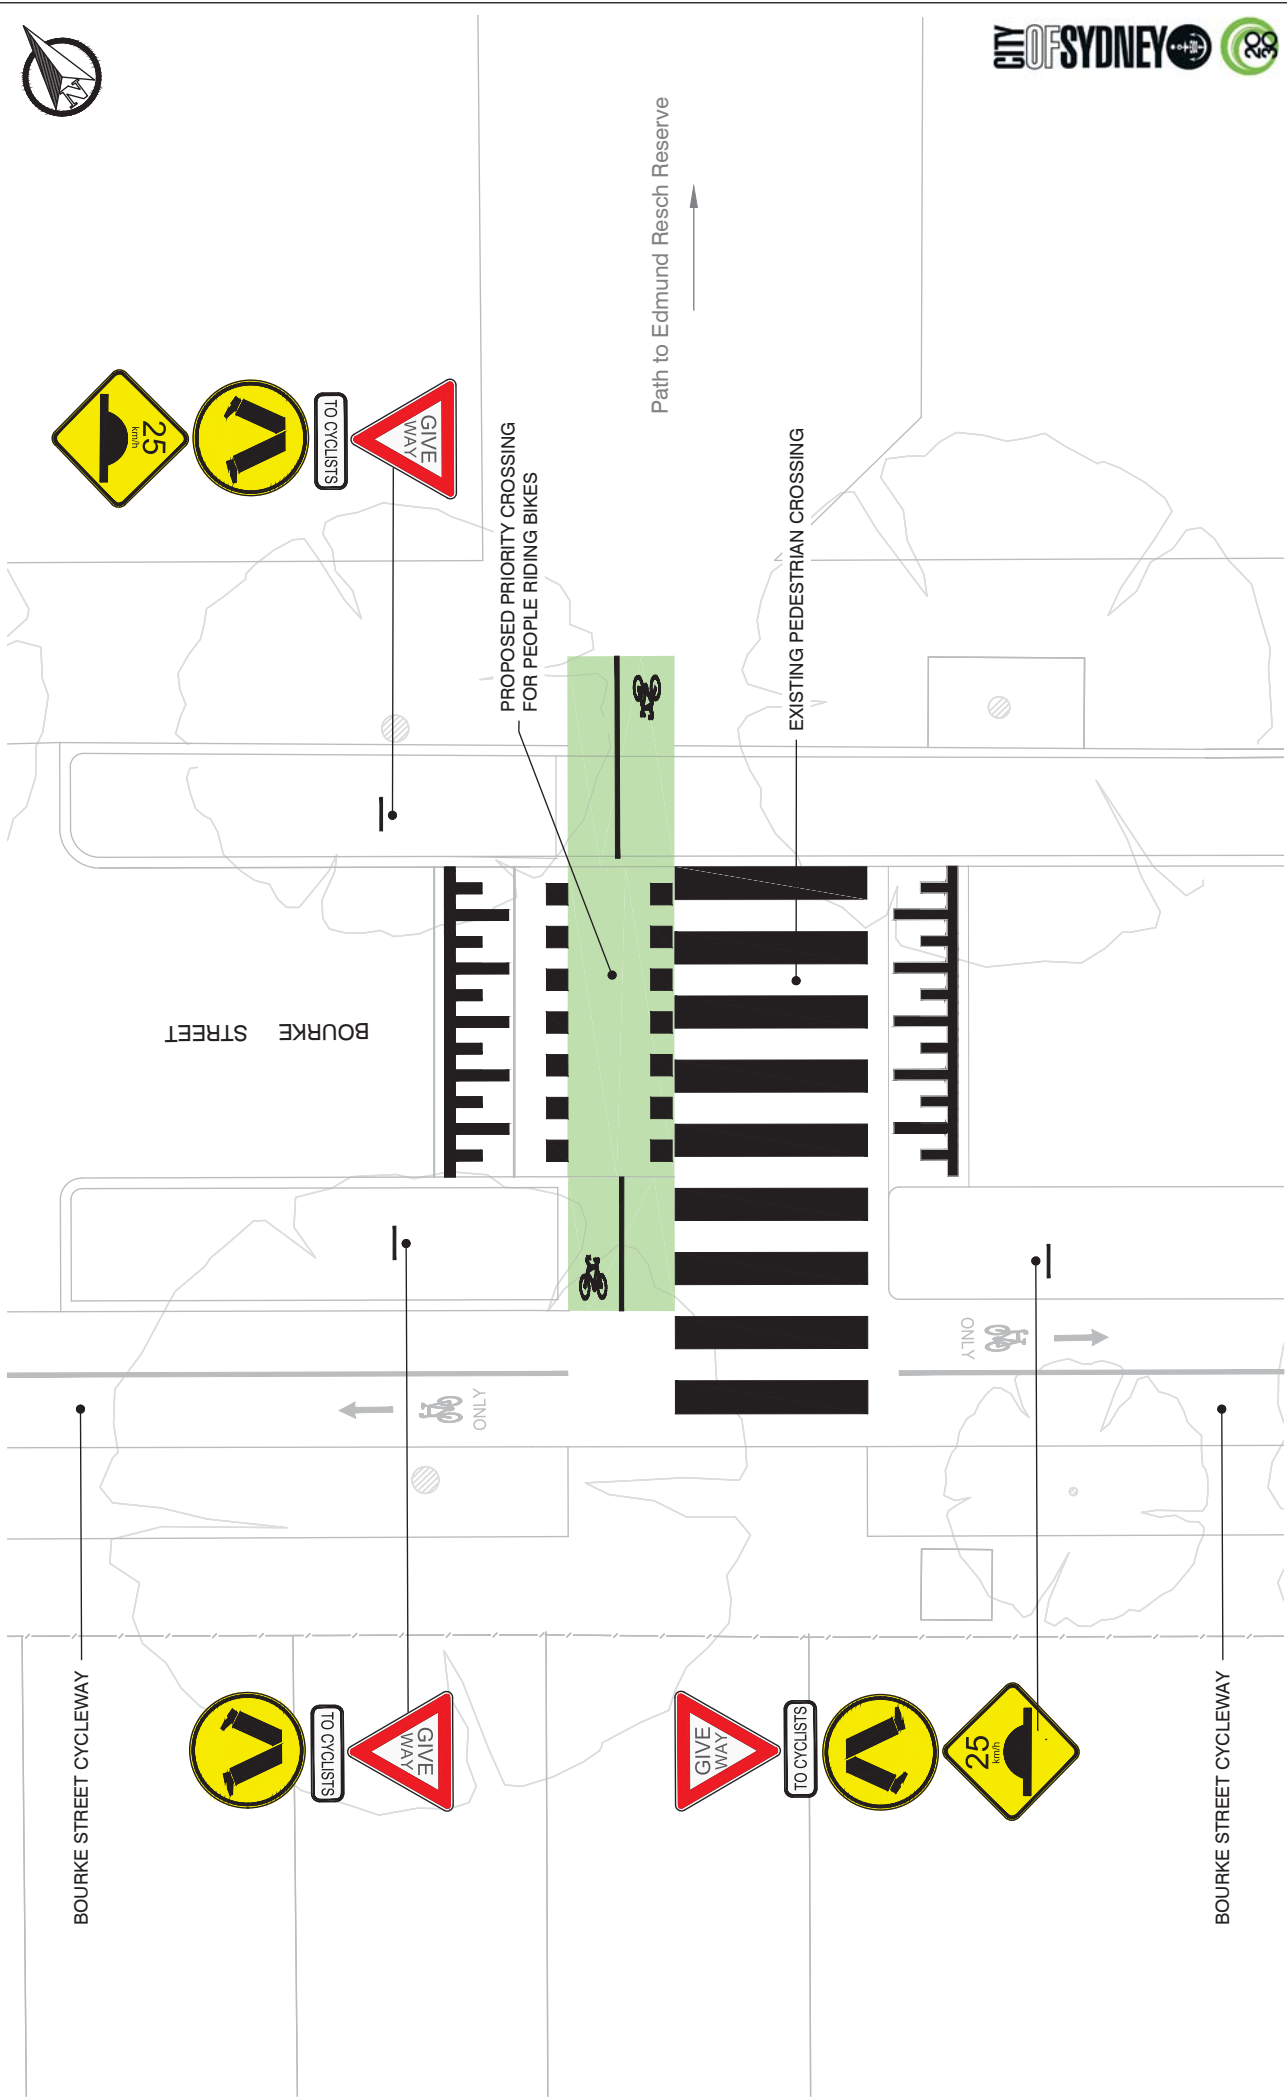 CITY OF SYDNEY
2030
N
Path to Edmund Resch Reserve
25
km/h
TO CYCLISTS
GIVE
WAY
PROPOSED PRIORITY CROSSING
FOR PEOPLE RIDING BIKES
EXISTING PEDESTRIAN CROSSING
BOURKE STREET
ONLY
ONLY
BOURKE STREET CYCLEWAY
TO CYCLISTS
GIVE
WAY
GIVE
WAY
TO CYCLISTS
25
km/h
BOURKE STREET CYCLEWAY